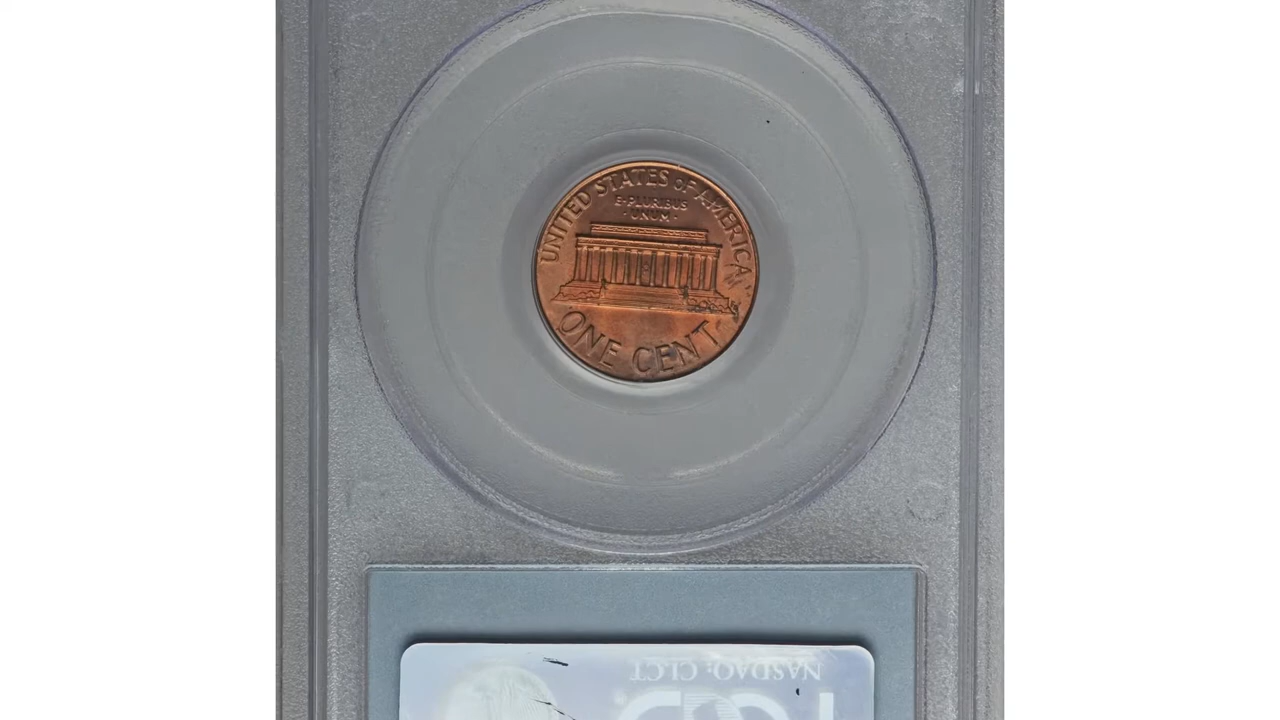 UNITED STATES OF AMERICA
E·PLURIBUS
·UNUM·
ONE CENT
NASDAQ: CLCT